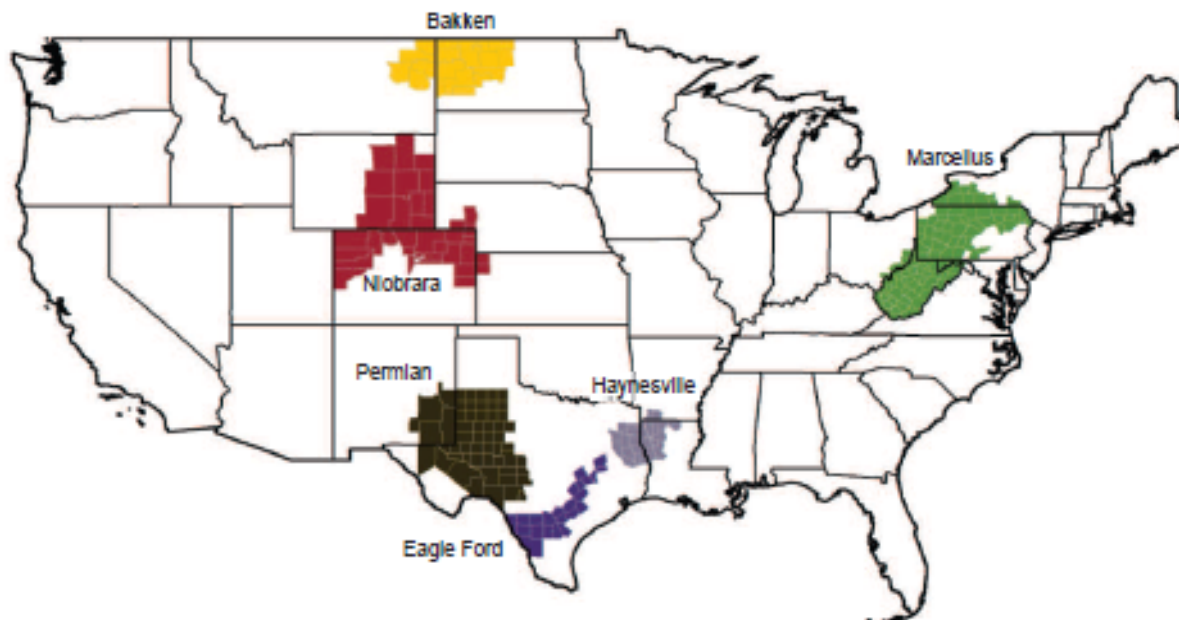 Bakken
Marcellus
Niobrara
Permian
Haynesville
Eagle Ford